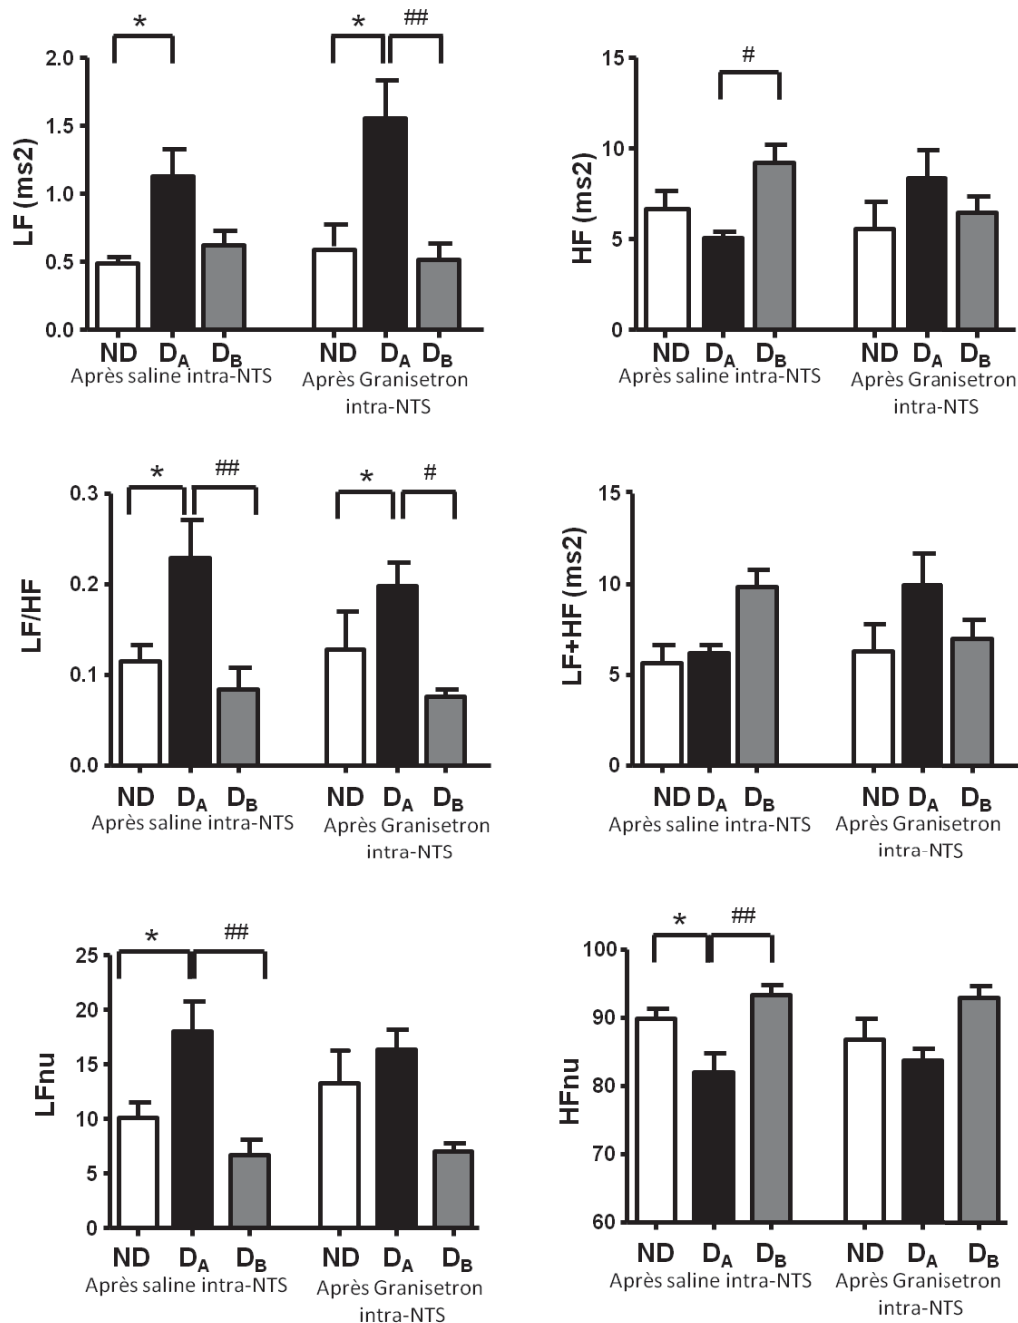 * * ##
2.0
1.5
1.0
0.5
0.0
LF (ms2)
ND DA DB ND DA DB
Après saline intra-NTS Après Granisetron
intra-NTS
#
15
10
5
0
HF (ms2)
ND DA DB ND DA DB
Après saline intra-NTS Après Granisetron
intra-NTS
* ## * #
0.3
0.2
0.1
0.0
LF/HF
ND DA DB ND DA DB
Après saline intra-NTS Après Granisetron
intra-NTS
15
10
5
0
LF+HF (ms2)
ND DA DB ND DA DB
Après saline intra-NTS Après Granisetron
intra-NTS
* ##
25
20
15
10
5
0
LFnu
ND DA DB ND DA DB
Après saline intra-NTS Après Granisetron
intra-NTS
* ##
100
90
80
70
60
HFnu
ND DA DB ND DA DB
Après saline intra-NTS Après Granisetron
intra-NTS